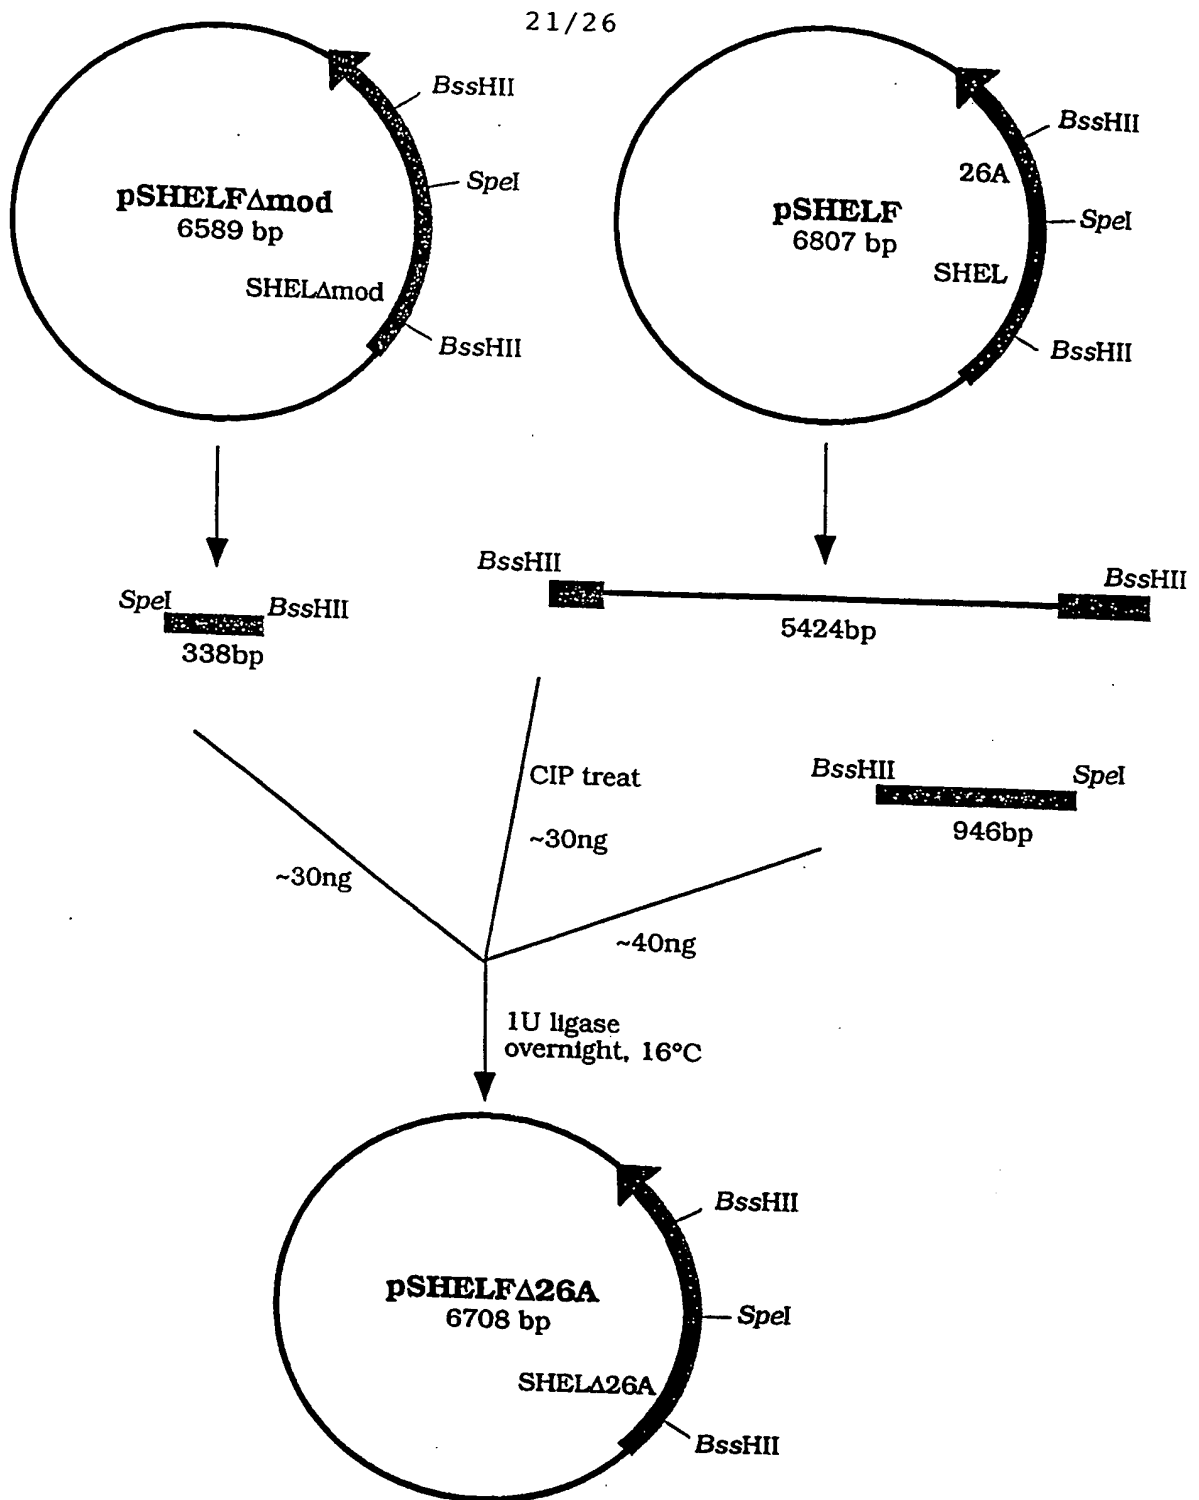 21/26
BssHII
SpeI
pSHELFΔmod
6589 bp
SHELΔmod
BssHII
BssHII
26A
SpeI
pSHELF
6807 bp
SHEL
BssHII
SpeI
BssHII
338bp
BssHII
BssHII
5424bp
CIP treat
~30ng
BssHII
SpeI
946bp
~30ng
~40ng
1U ligase
overnight, 16°C
BssHII
pSHELFΔ26A
6708 bp
SpeI
SHELΔ26A
BssHII